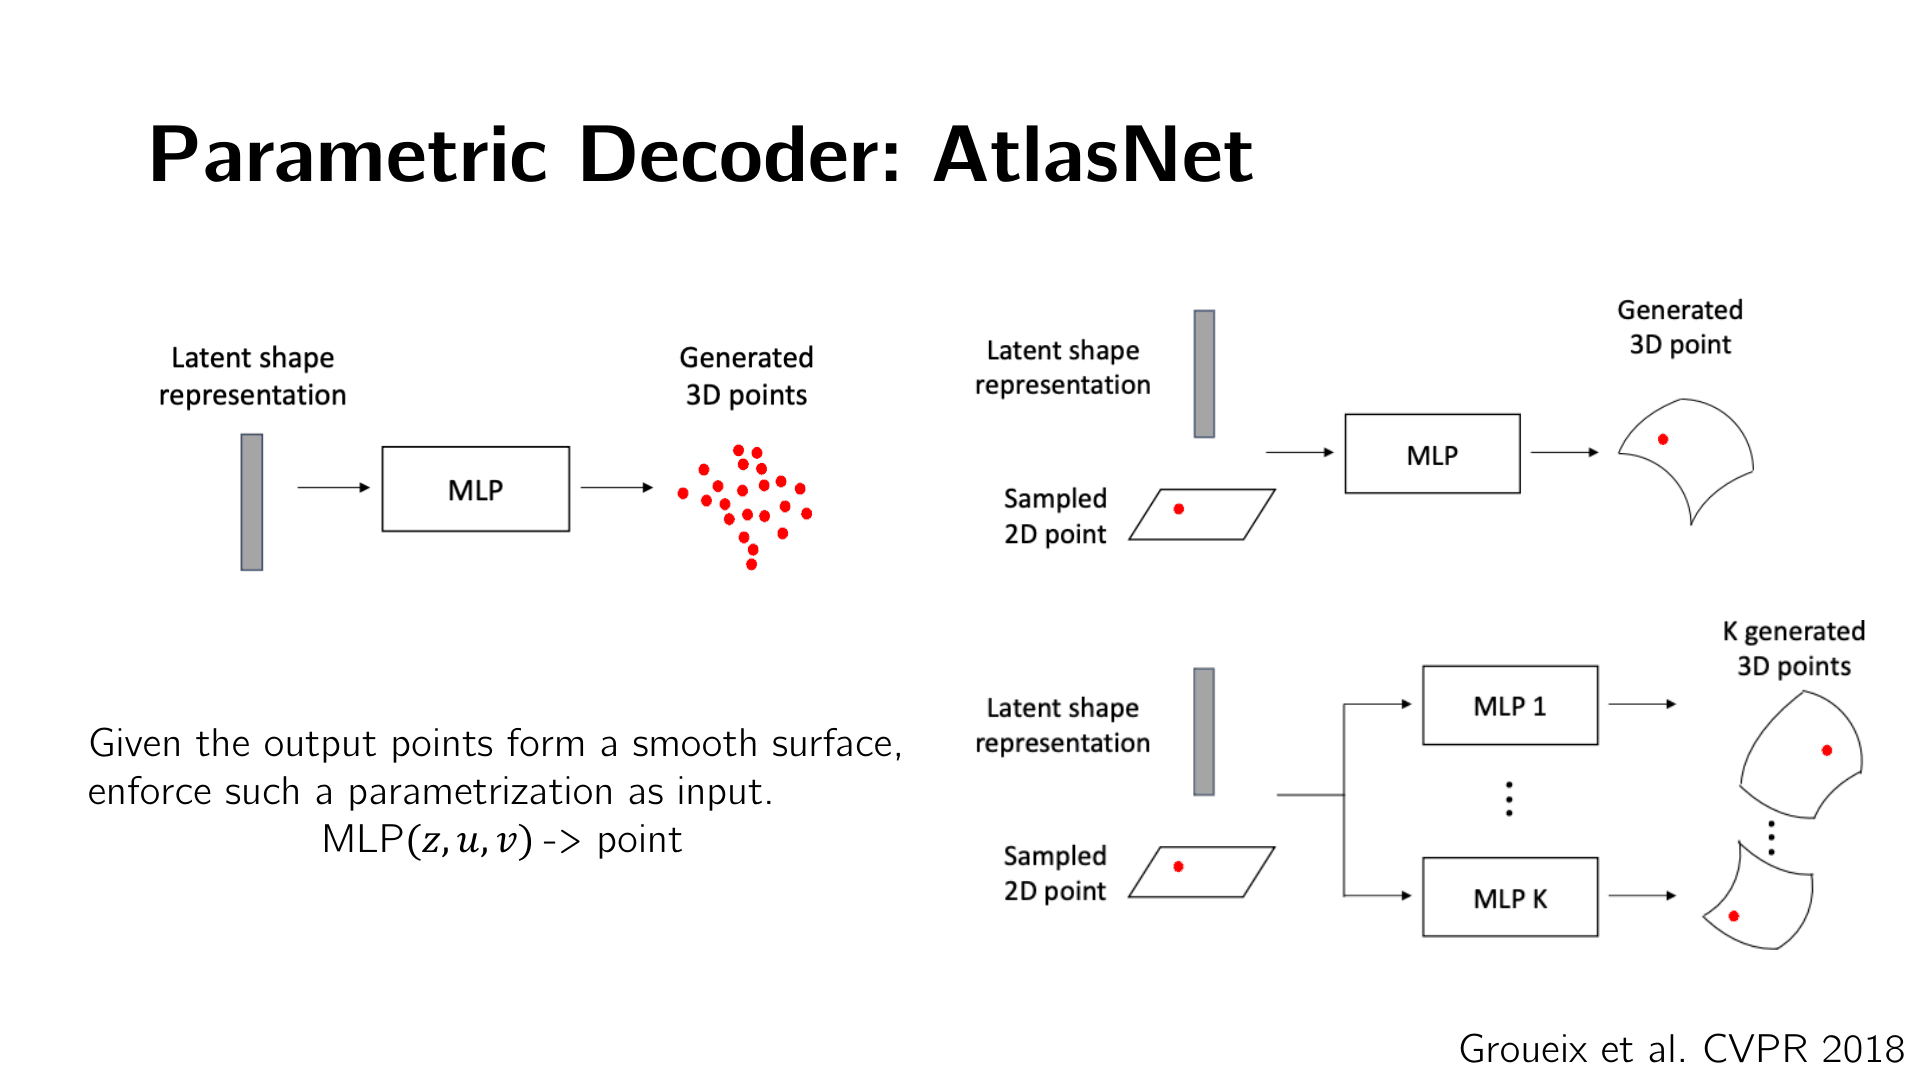 Parametric Decoder: AtlasNet
Latent shape
representation
MLP
Generated
3D points
Given the output points form a smooth surface,
enforce such a parametrization as input.
MLP(z, u, v) -> point
Latent shape
representation
Sampled
2D point
MLP
Generated
3D point
Latent shape
representation
Sampled
2D point
MLP 1
MLP K
K generated
3D points
Groueix et al. CVPR 2018